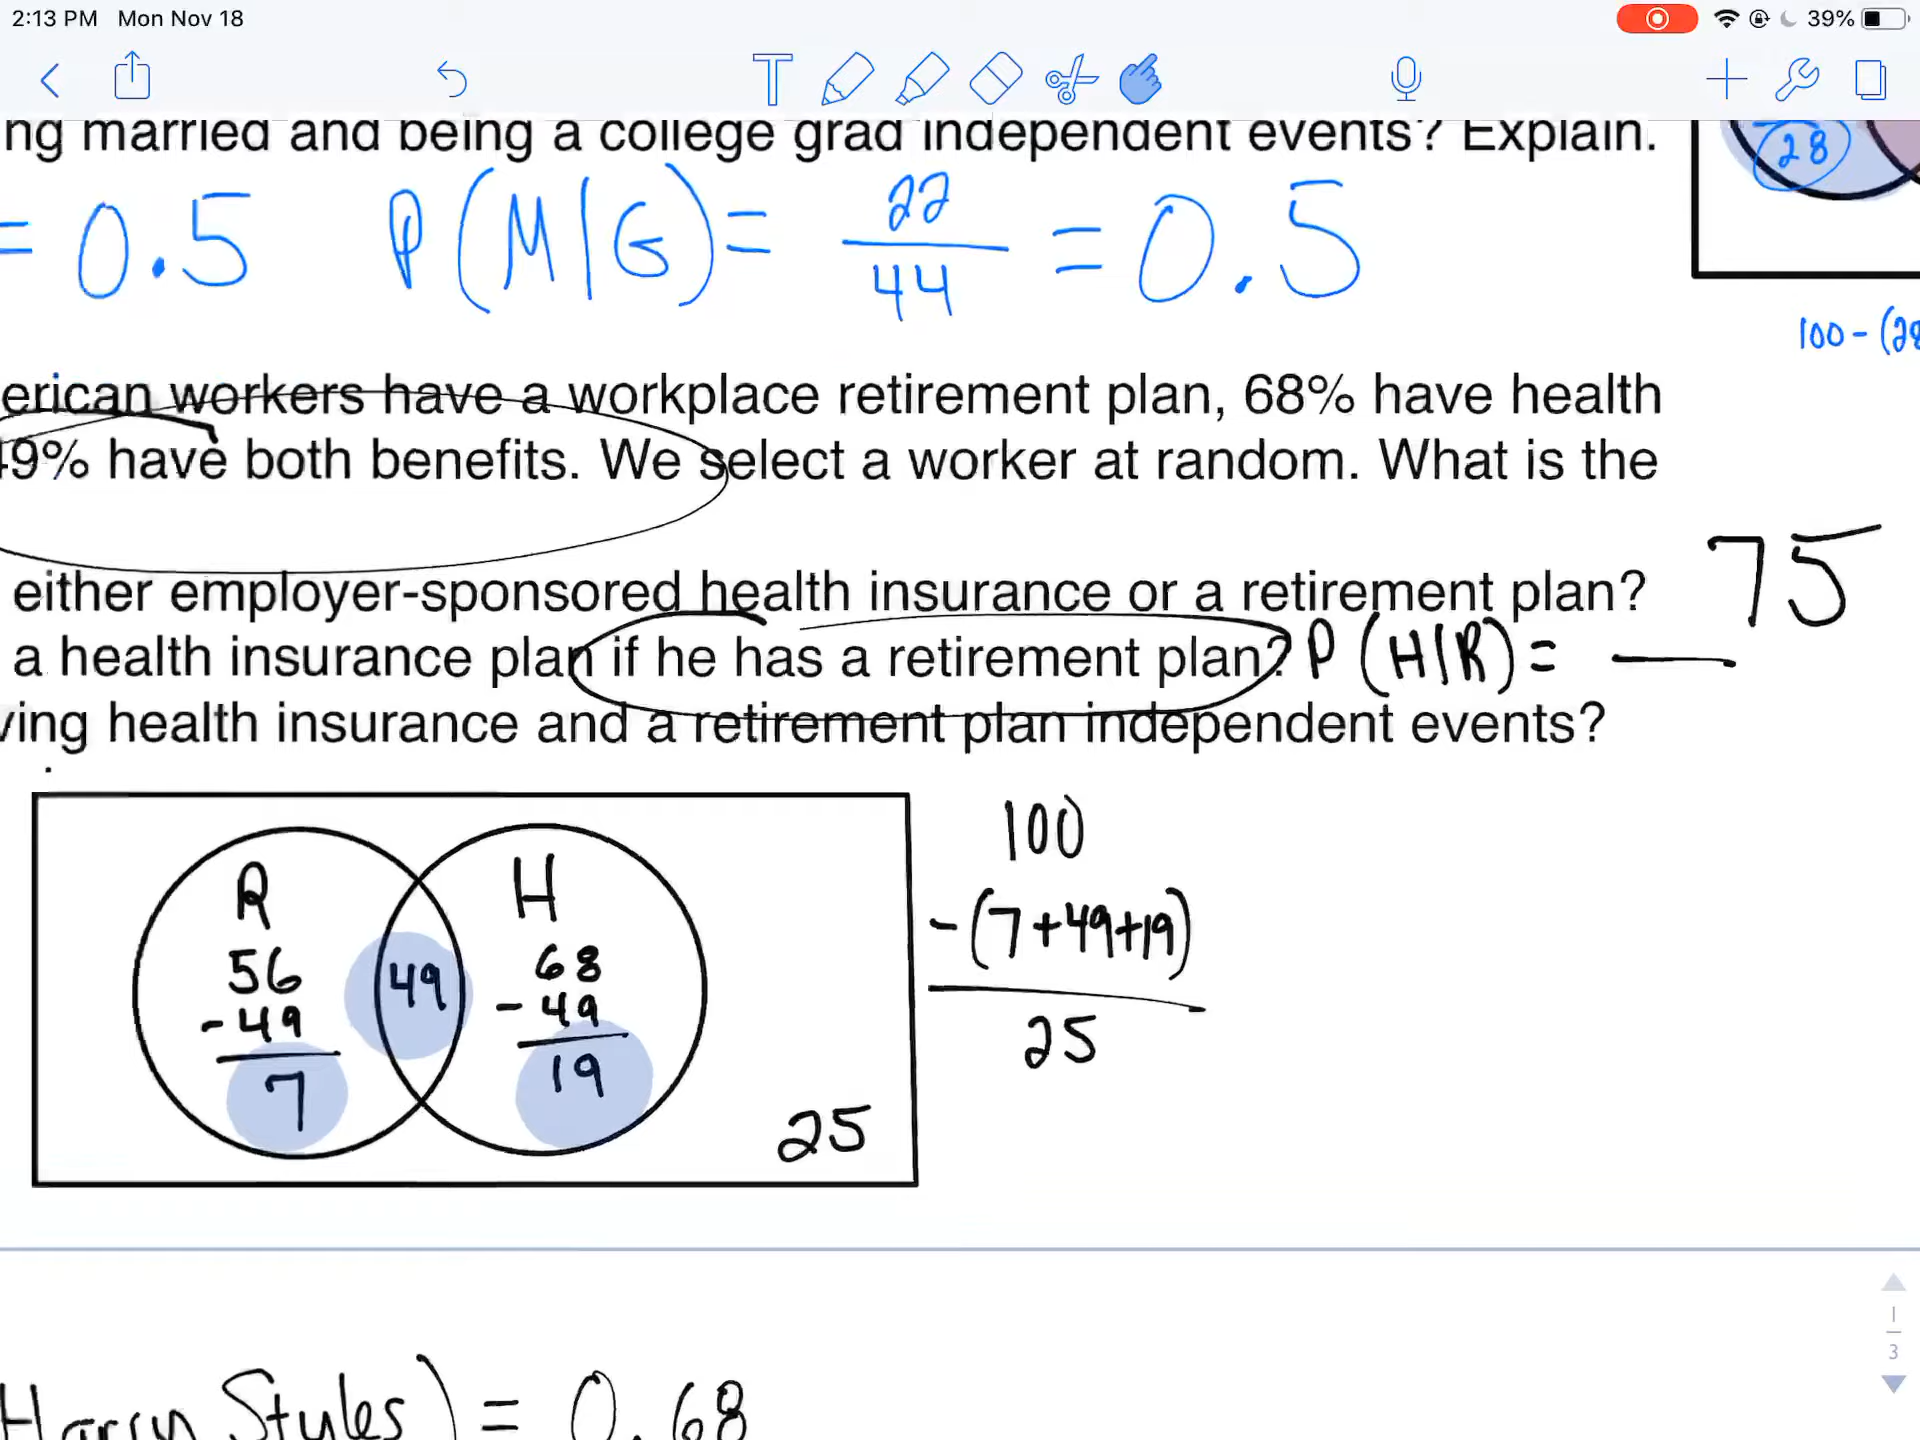 2:13 PM Mon Nov 18 39%
T
ng married and being a college grad independent events? Explain.
28
= 0.5 P(M|G) = 22/44 = 0.5
100 - (28
erican workers have a workplace retirement plan, 68% have health
49% have both benefits. We select a worker at random. What is the
either employer-sponsored health insurance or a retirement plan? 75
a health insurance plan if he has a retirement plan? P(H|R) = —
ving health insurance and a retirement plan independent events?
R H
56 68
49
- 49 - 49
7 19
25
100
- (7+49+19)
25
1
3
Harry Styles) = 0.68